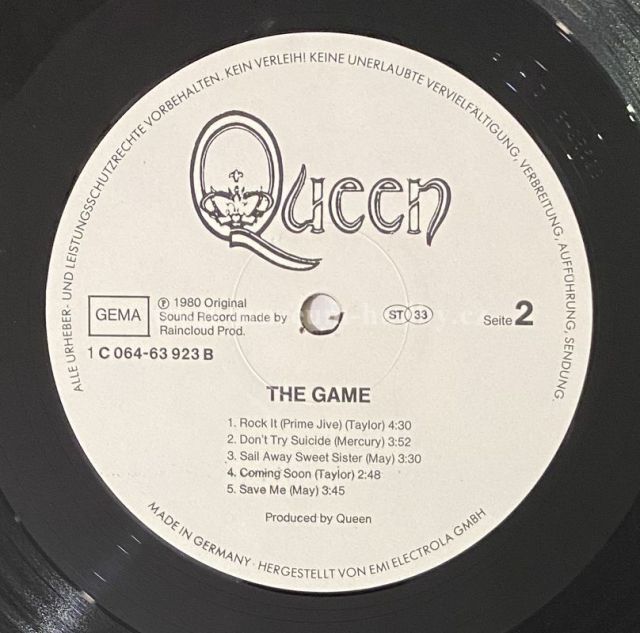 ALLE URHEBER- UND LEISTUNGSSCHUTZRECHTE VORBEHALTEN. KEIN VERLEIH! KEINE UNERLAUBTE VERVIELFÄLTIGUNG, VERBREITUNG, AUFFÜHRUNG, SENDUNG.
Queen
GEMA
℗ 1980 Original
Sound Record made by
Raincloud Prod.
ST 33
Seite 2
1 C 064-63 923 B
THE GAME
1. Rock It (Prime Jive) (Taylor) 4:30
2. Don't Try Suicide (Mercury) 3:52
3. Sail Away Sweet Sister (May) 3:30
4. Coming Soon (Taylor) 2:48
5. Save Me (May) 3:45
Produced by Queen
MADE IN GERMANY · HERGESTELLT VON EMI ELECTROLA GMBH